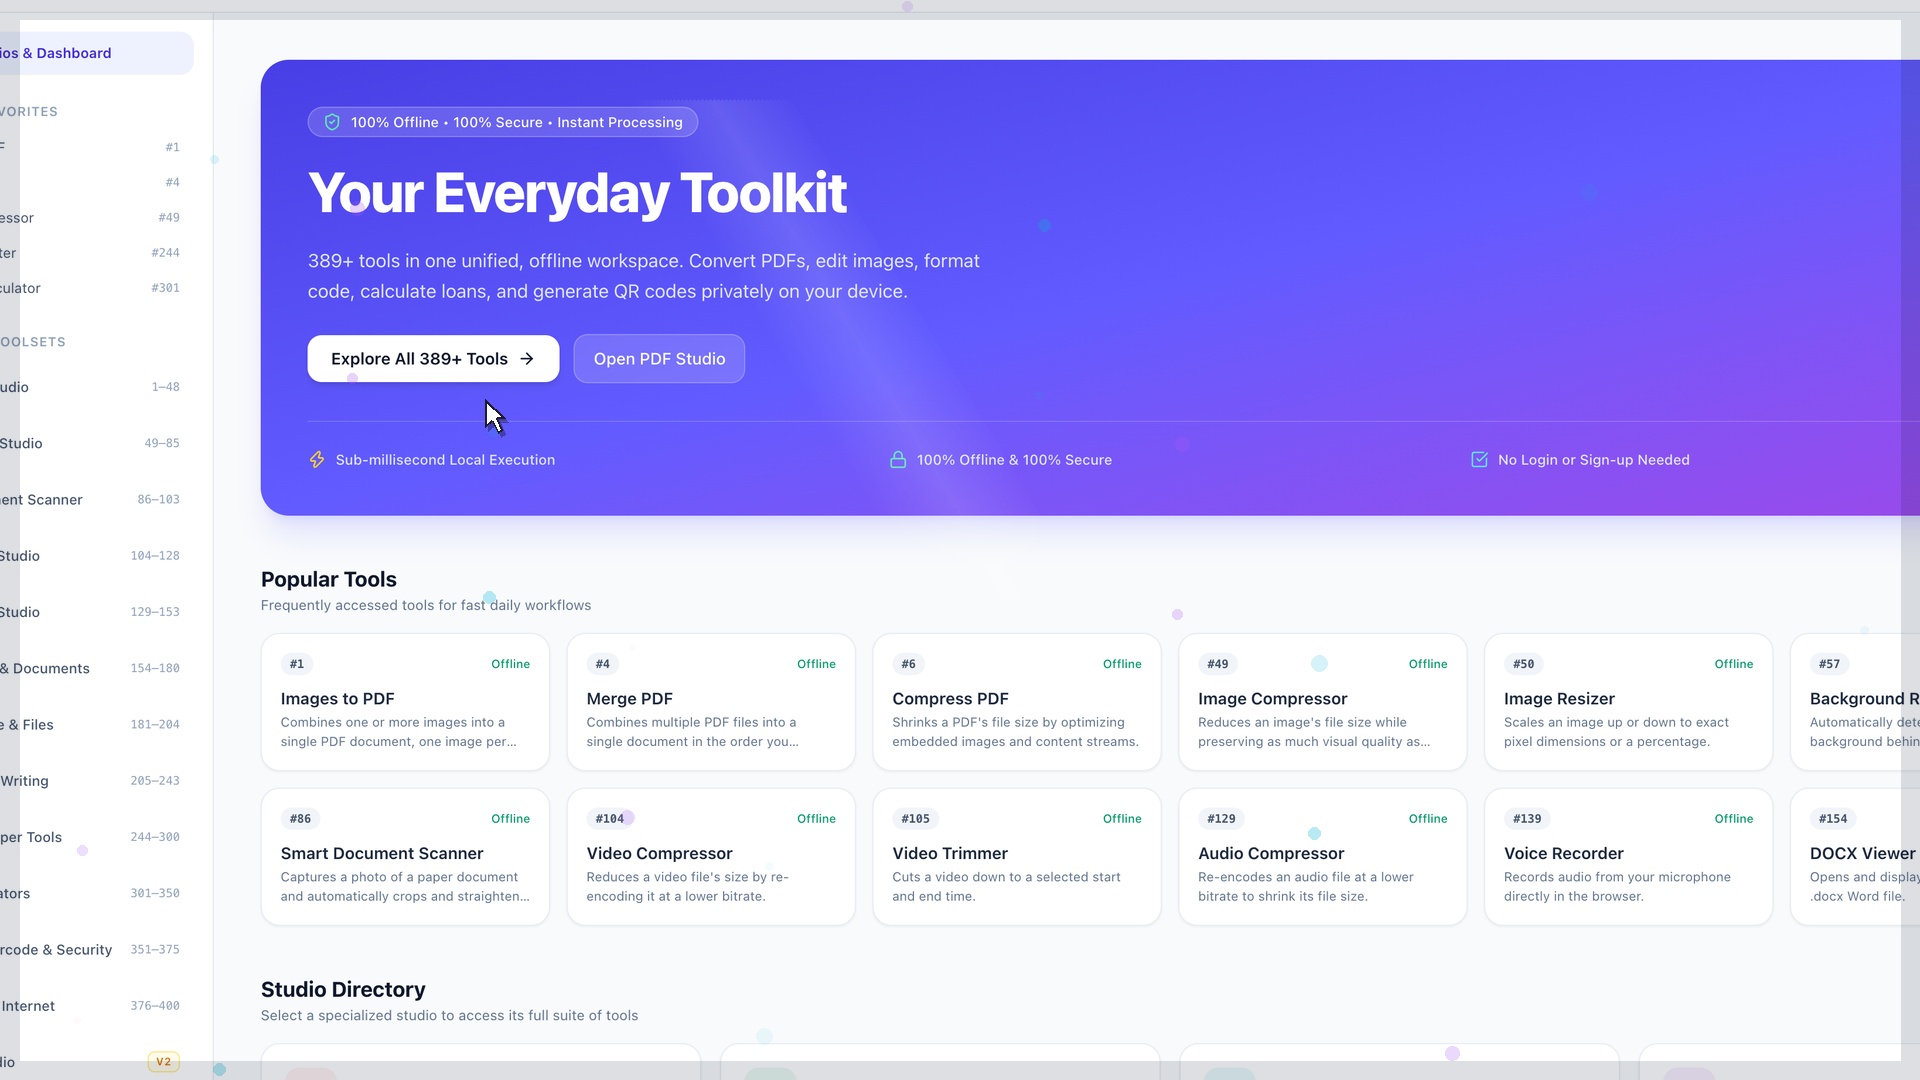 ios & Dashboard
VORITES
F #1
#4
essor #49
ter #244
culator #301
OOLSETS
udio 1–48
Studio 49–85
ent Scanner 86–103
Studio 104–128
Studio 129–153
& Documents 154–180
e & Files 181–204
Writing 205–243
per Tools 244–300
ators 301–350
rcode & Security 351–375
Internet 376–400
dio V2
100% Offline • 100% Secure • Instant Processing
Your Everyday Toolkit
389+ tools in one unified, offline workspace. Convert PDFs, edit images, format
code, calculate loans, and generate QR codes privately on your device.
Explore All 389+ Tools →
Open PDF Studio
Sub-millisecond Local Execution
100% Offline & 100% Secure
No Login or Sign-up Needed
Popular Tools
Frequently accessed tools for fast daily workflows
#1 Offline
Images to PDF
Combines one or more images into a
single PDF document, one image per...
#4 Offline
Merge PDF
Combines multiple PDF files into a
single document in the order you...
#6 Offline
Compress PDF
Shrinks a PDF's file size by optimizing
embedded images and content streams.
#49 Offline
Image Compressor
Reduces an image's file size while
preserving as much visual quality as...
#50 Offline
Image Resizer
Scales an image up or down to exact
pixel dimensions or a percentage.
#57
Background R
Automatically dete
background behin
#86 Offline
Smart Document Scanner
Captures a photo of a paper document
and automatically crops and straighten...
#104 Offline
Video Compressor
Reduces a video file's size by re-
encoding it at a lower bitrate.
#105 Offline
Video Trimmer
Cuts a video down to a selected start
and end time.
#129 Offline
Audio Compressor
Re-encodes an audio file at a lower
bitrate to shrink its file size.
#139 Offline
Voice Recorder
Records audio from your microphone
directly in the browser.
#154
DOCX Viewer
Opens and display
.docx Word file.
Studio Directory
Select a specialized studio to access its full suite of tools